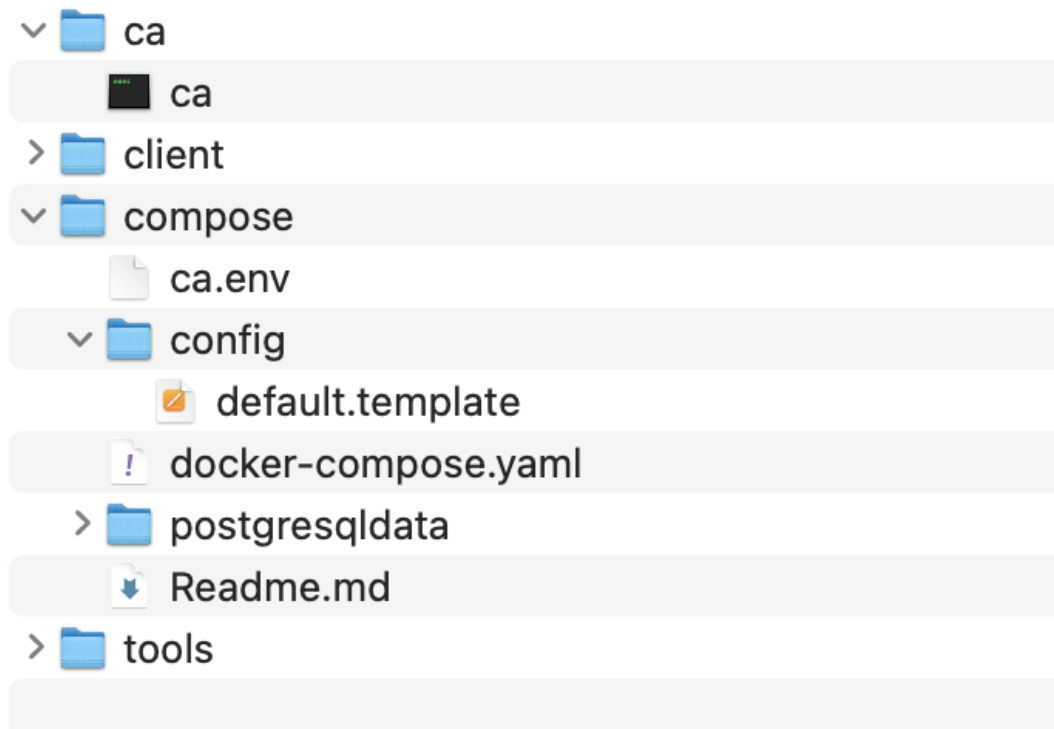 ca
ca
client
compose
ca.env
config
default.template
docker-compose.yaml
postgresqldata
Readme.md
tools